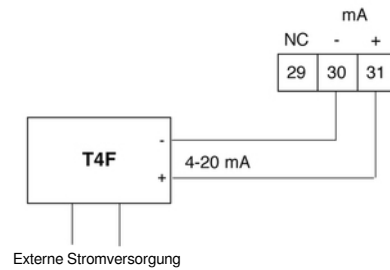 mA
NC - +
29 30 31
-
T4F
4-20 mA
+
Externe Stromversorgung